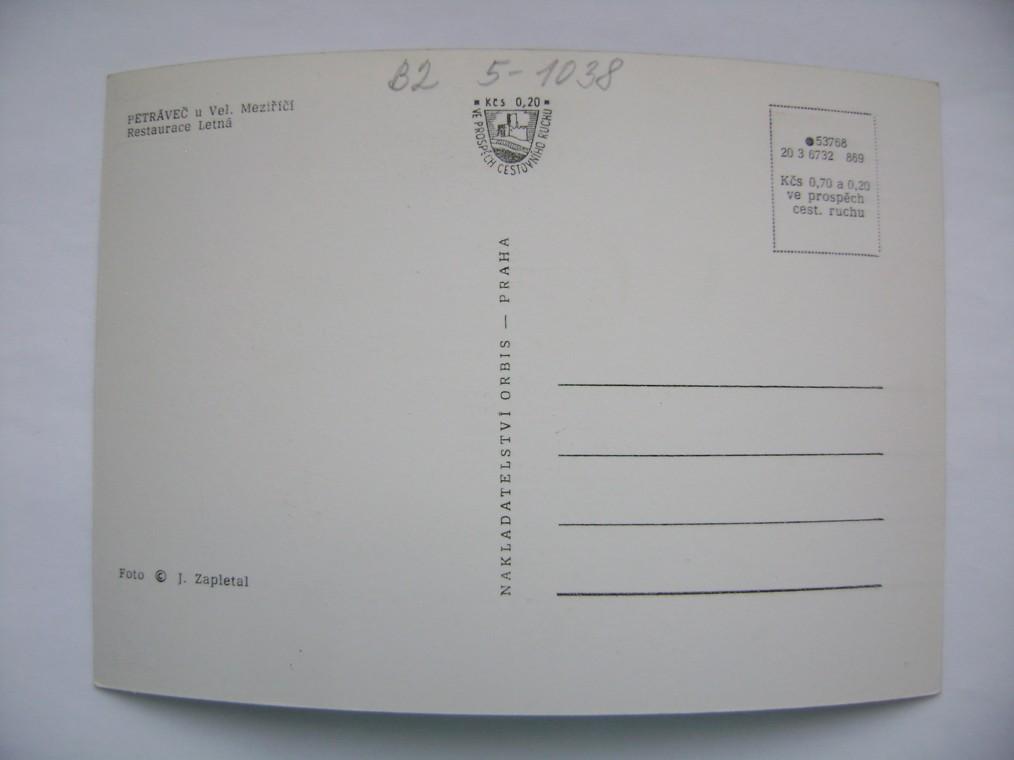 B2 5-1038
PETRÁVEČ u Vel. Meziříčí
Restaurace Letná
Kčs 0,20
VE PROSPĚCH CESTOVNÍHO RUCHU
53768
20 3 6732 869
Kčs 0,70 a 0,20
ve prospěch
cest. ruchu
NAKLADATELSTVÍ ORBIS — PRAHA
Foto © J. Zapletal